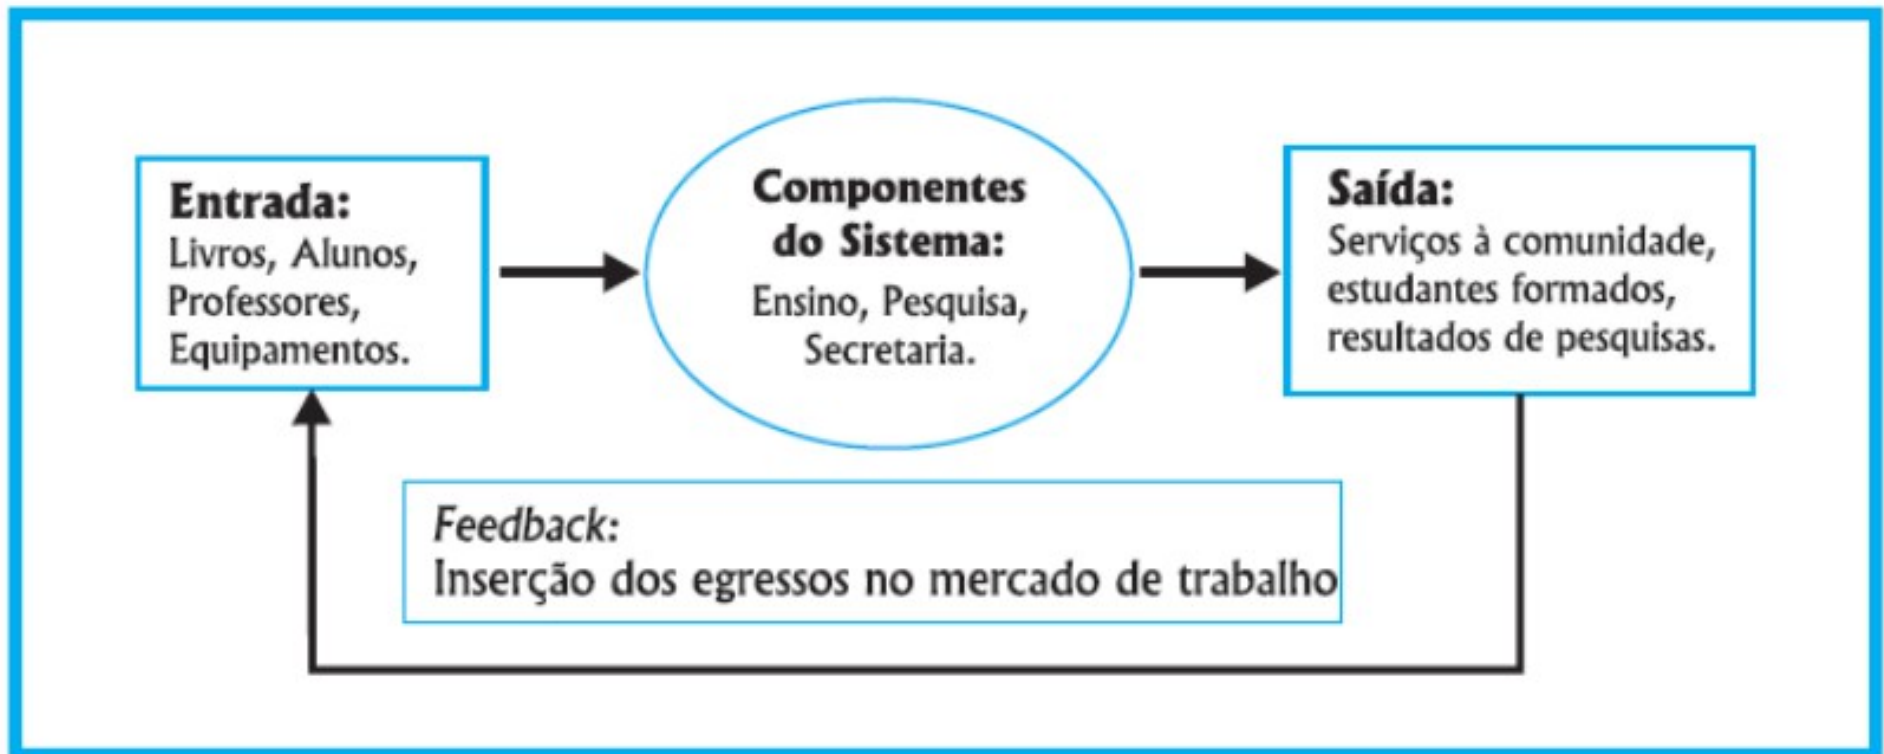 Entrada:
Livros, Alunos,
Professores,
Equipamentos.
Componentes
do Sistema:
Ensino, Pesquisa,
Secretaria.
Saída:
Serviços à comunidade,
estudantes formados,
resultados de pesquisas.
Feedback:
Inserção dos egressos no mercado de trabalho